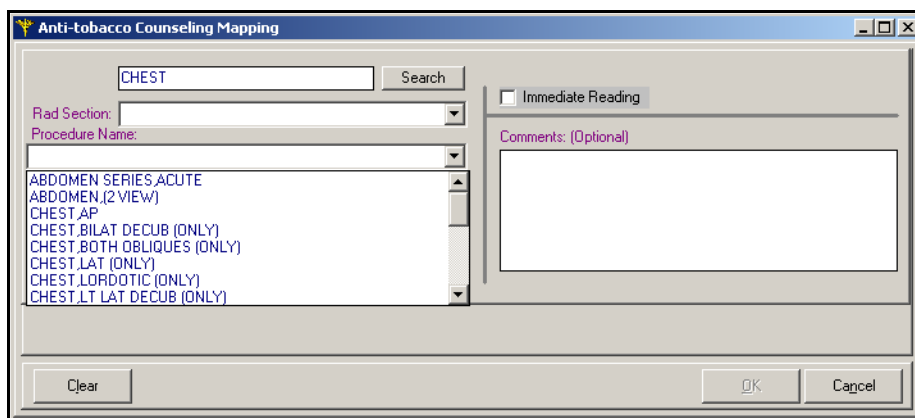 Anti-tobacco Counseling Mapping
CHEST
Search
Rad Section:
Procedure Name:
ABDOMEN SERIES,ACUTE
ABDOMEN,(2 VIEW)
CHEST,AP
CHEST,BILAT DECUB (ONLY)
CHEST,BOTH OBLIQUES (ONLY)
CHEST,LAT (ONLY)
CHEST,LORDOTIC (ONLY)
CHEST,LT LAT DECUB (ONLY)
Immediate Reading
Comments: (Optional)
Clear
OK
Cancel